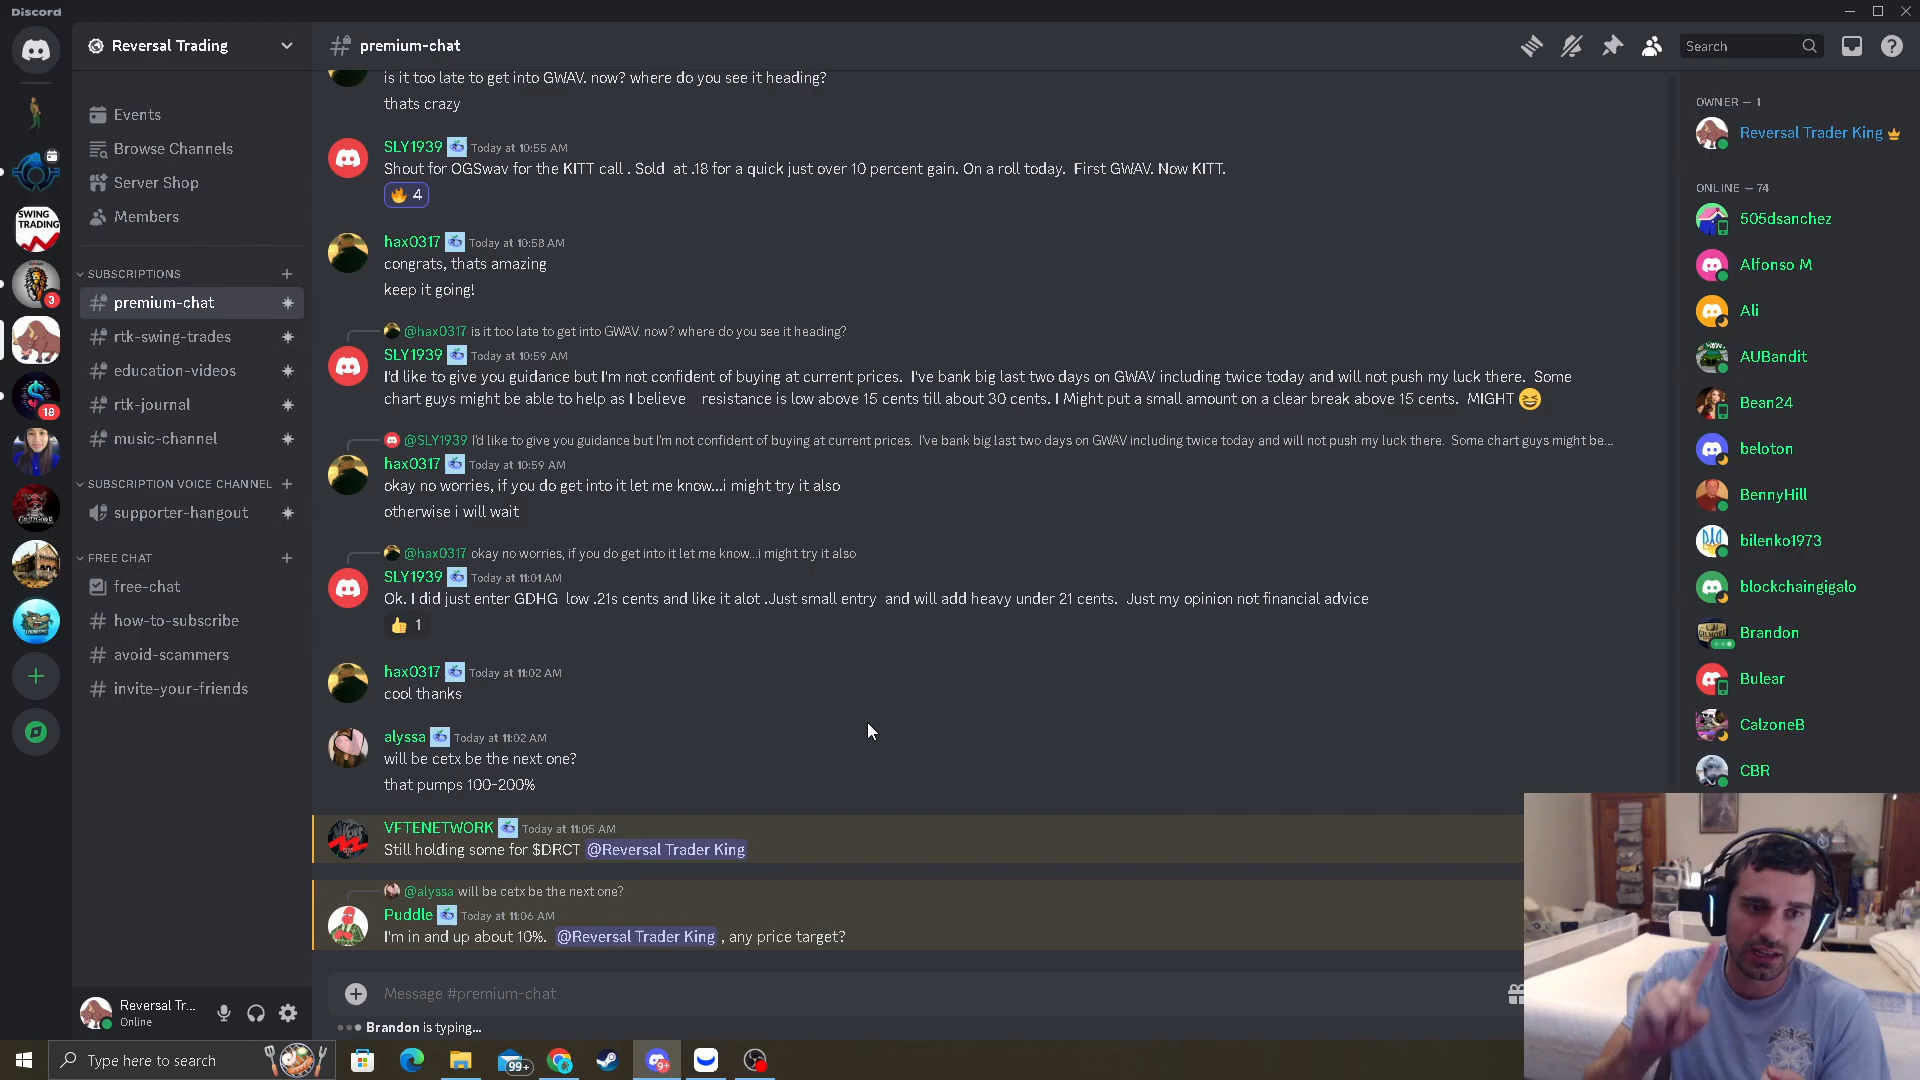 Discord
Reversal Trading
premium-chat
Search
is it too late to get into GWAV. now? where do you see it heading?
thats crazy
Events
Browse Channels
Server Shop
Members
SUBSCRIPTIONS
premium-chat
rtk-swing-trades
education-videos
rtk-journal
music-channel
SUBSCRIPTION VOICE CHANNEL
supporter-hangout
FREE CHAT
free-chat
how-to-subscribe
avoid-scammers
invite-your-friends
SWING
TRADING
3
18
SLY1939 Today at 10:55 AM
Shout for OGSwav for the KITT call . Sold at .18 for a quick just over 10 percent gain. On a roll today. First GWAV. Now KITT.
4
hax0317 Today at 10:58 AM
congrats, thats amazing
keep it going!
@hax0317 is it too late to get into GWAV. now? where do you see it heading?
SLY1939 Today at 10:59 AM
I'd like to give you guidance but I'm not confident of buying at current prices. I've bank big last two days on GWAV including twice today and will not push my luck there. Some
chart guys might be able to help as I believe resistance is low above 15 cents till about 30 cents. I Might put a small amount on a clear break above 15 cents. MIGHT
@SLY1939 I'd like to give you guidance but I'm not confident of buying at current prices. I've bank big last two days on GWAV including twice today and will not push my luck there. Some chart guys might be...
hax0317 Today at 10:59 AM
okay no worries, if you do get into it let me know...i might try it also
otherwise i will wait
@hax0317 okay no worries, if you do get into it let me know...i might try it also
SLY1939 Today at 11:01 AM
Ok. I did just enter GDHG low .21s cents and like it alot .Just small entry and will add heavy under 21 cents. Just my opinion not financial advice
1
hax0317 Today at 11:02 AM
cool thanks
alyssa Today at 11:02 AM
will be cetx be the next one?
that pumps 100-200%
VFTENETWORK Today at 11:05 AM
Still holding some for $DRCT @Reversal Trader King
@alyssa will be cetx be the next one?
Puddle Today at 11:06 AM
I'm in and up about 10%. @Reversal Trader King , any price target?
Message #premium-chat
Brandon is typing...
OWNER — 1
Reversal Trader King
ONLINE — 74
505dsanchez
Alfonso M
Ali
AUBandit
Bean24
beloton
BennyHill
bilenko1973
blockchaingigalo
Brandon
Bulear
CalzoneB
CBR
Reversal Tr...
Online
Type here to search
99+
9+